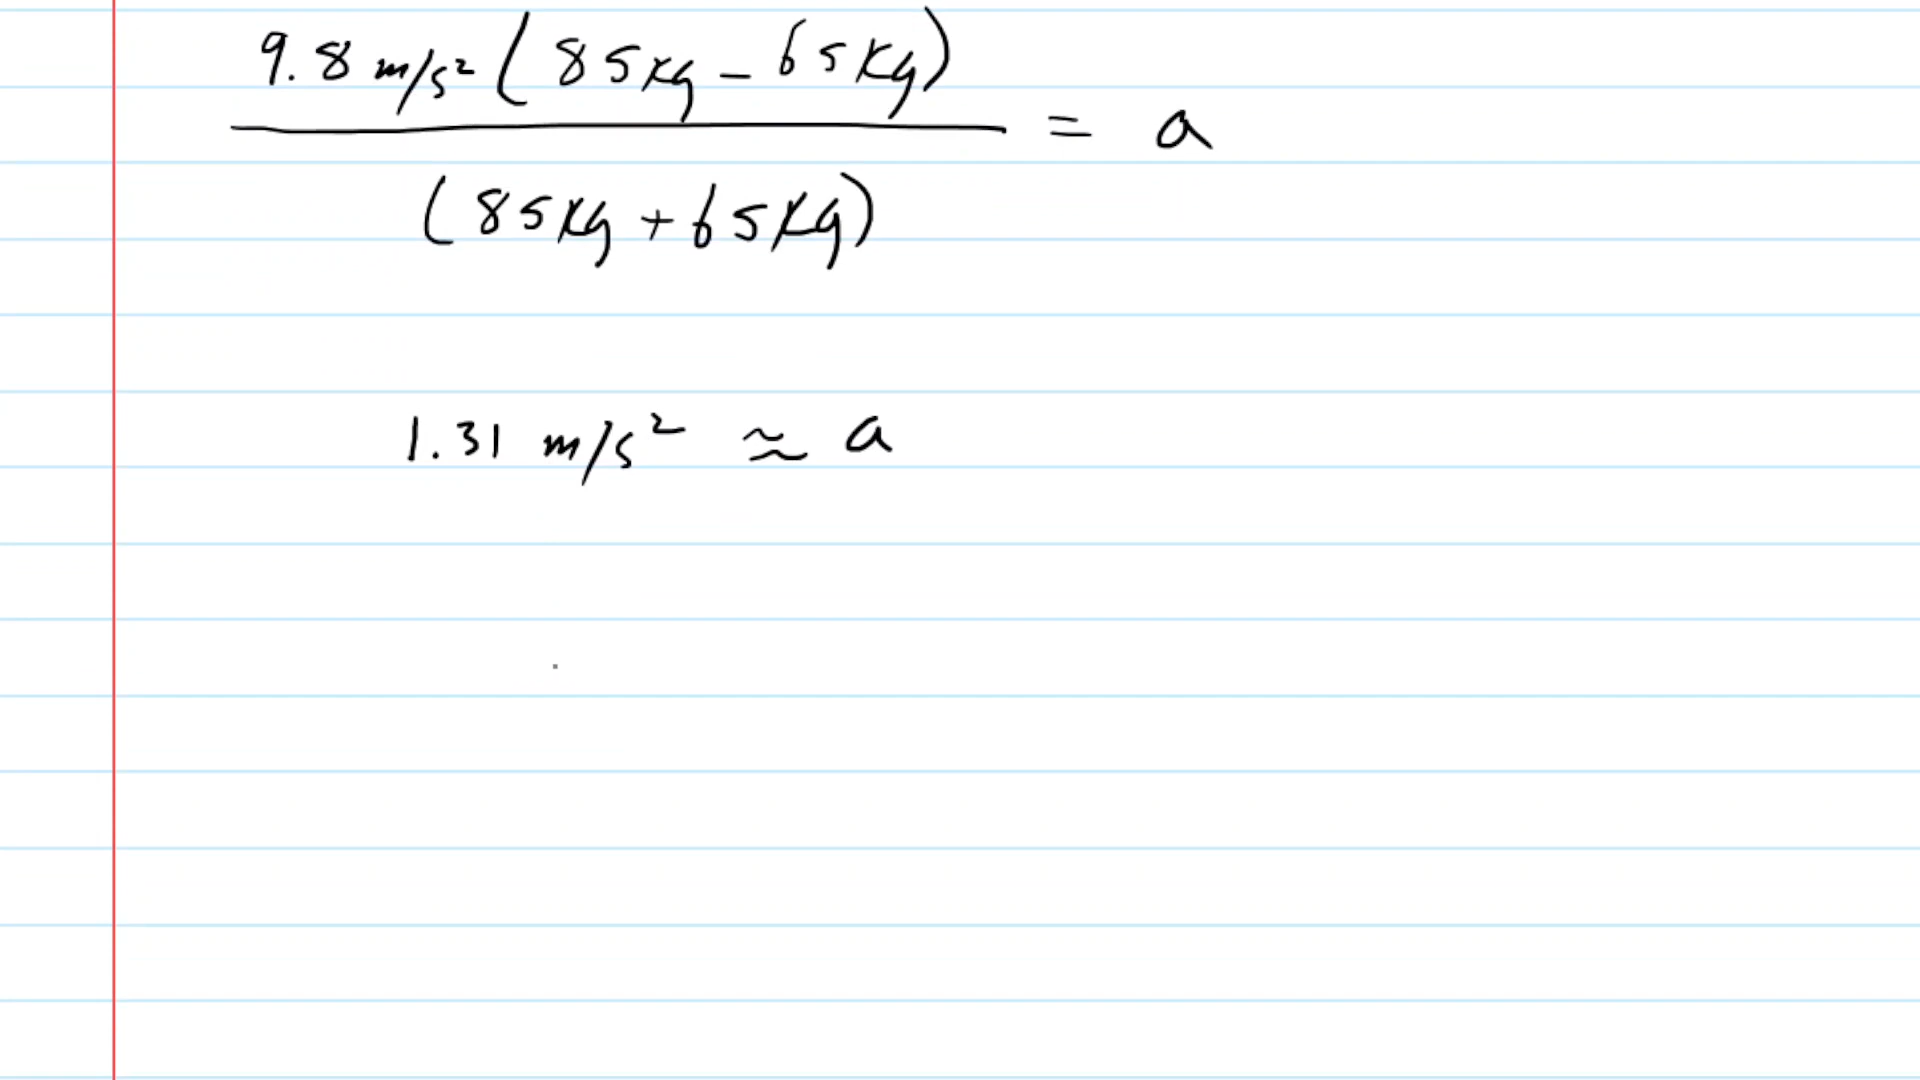 9.8 m/s² (85kg - 65kg)
= a
(85kg + 65kg)
1.31 m/s² ≈ a